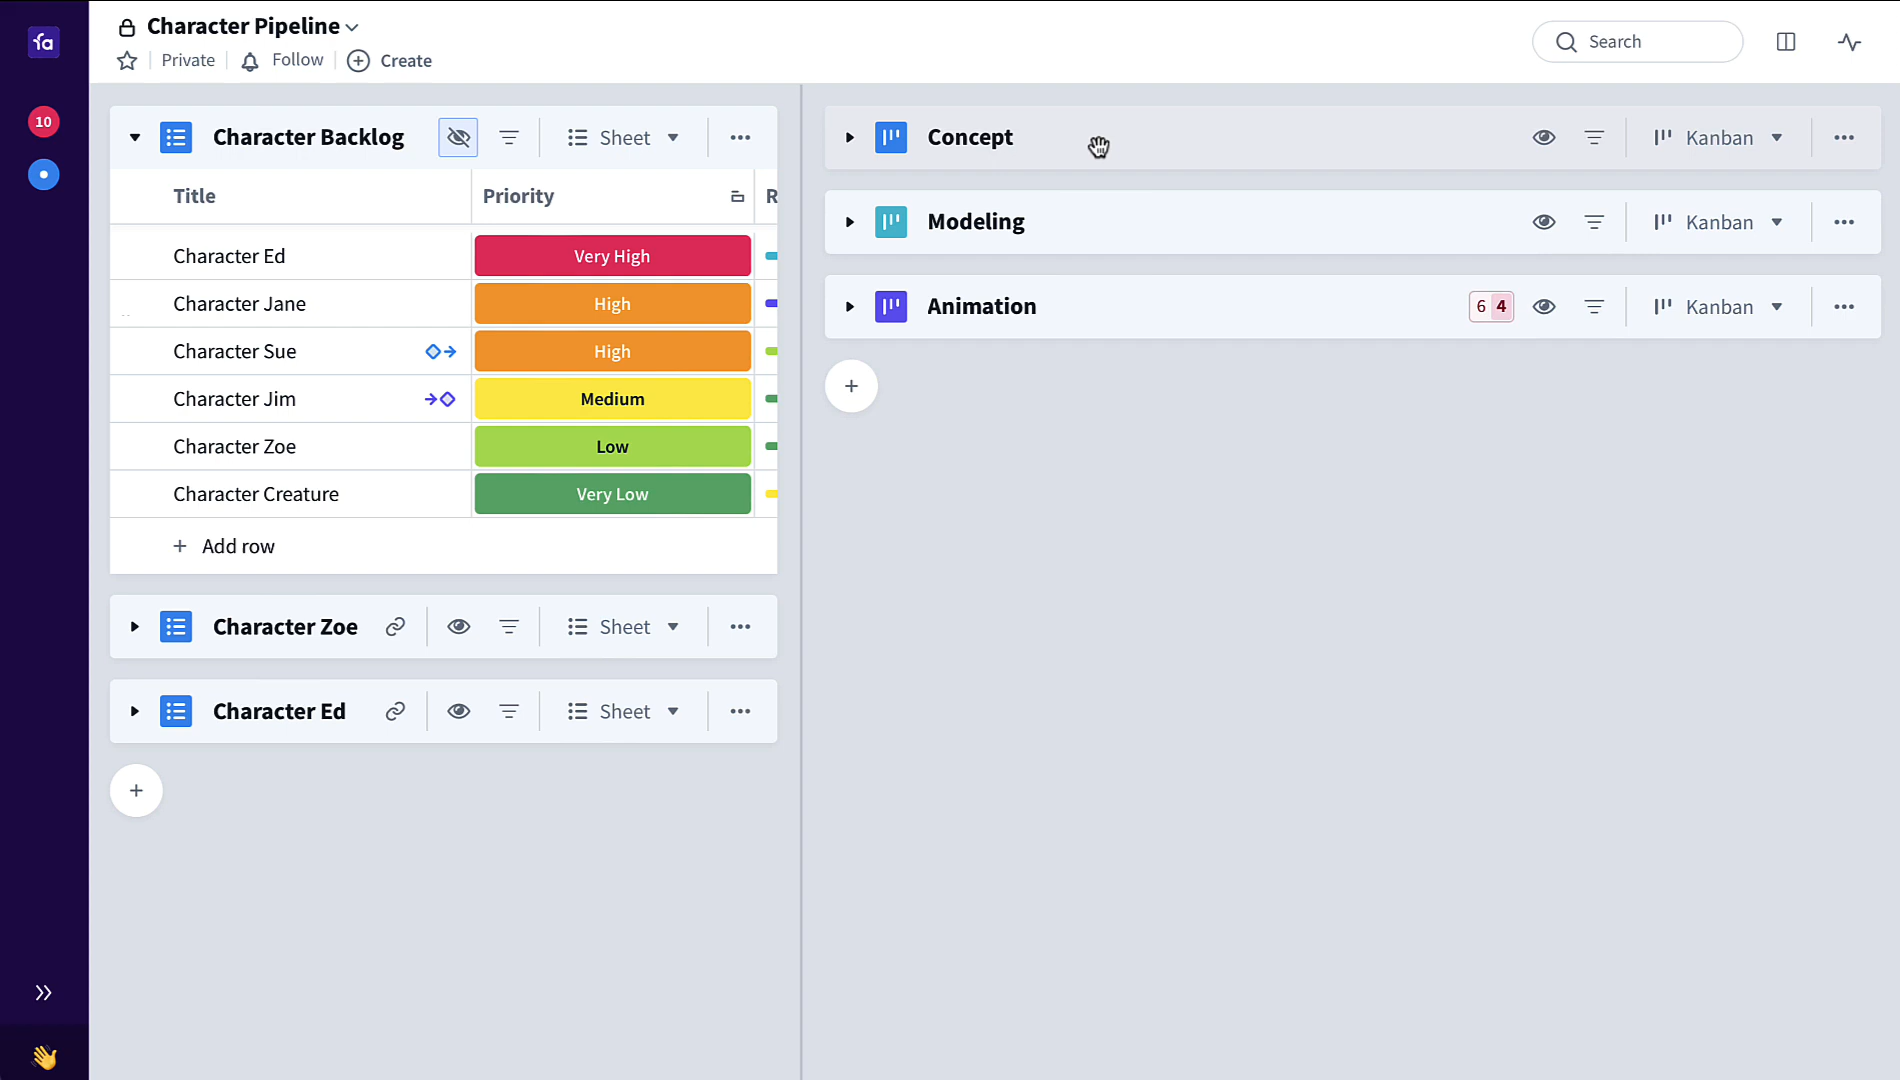 fa
10
Character Pipeline
Private Follow Create
Search
Character Backlog Sheet
Title Priority R
Character Ed Very High
Character Jane High
Character Sue High
Character Jim Medium
Character Zoe Low
Character Creature Very Low
+ Add row
Character Zoe Sheet
Character Ed Sheet
Concept Kanban
Modeling Kanban
Animation 6 4 Kanban